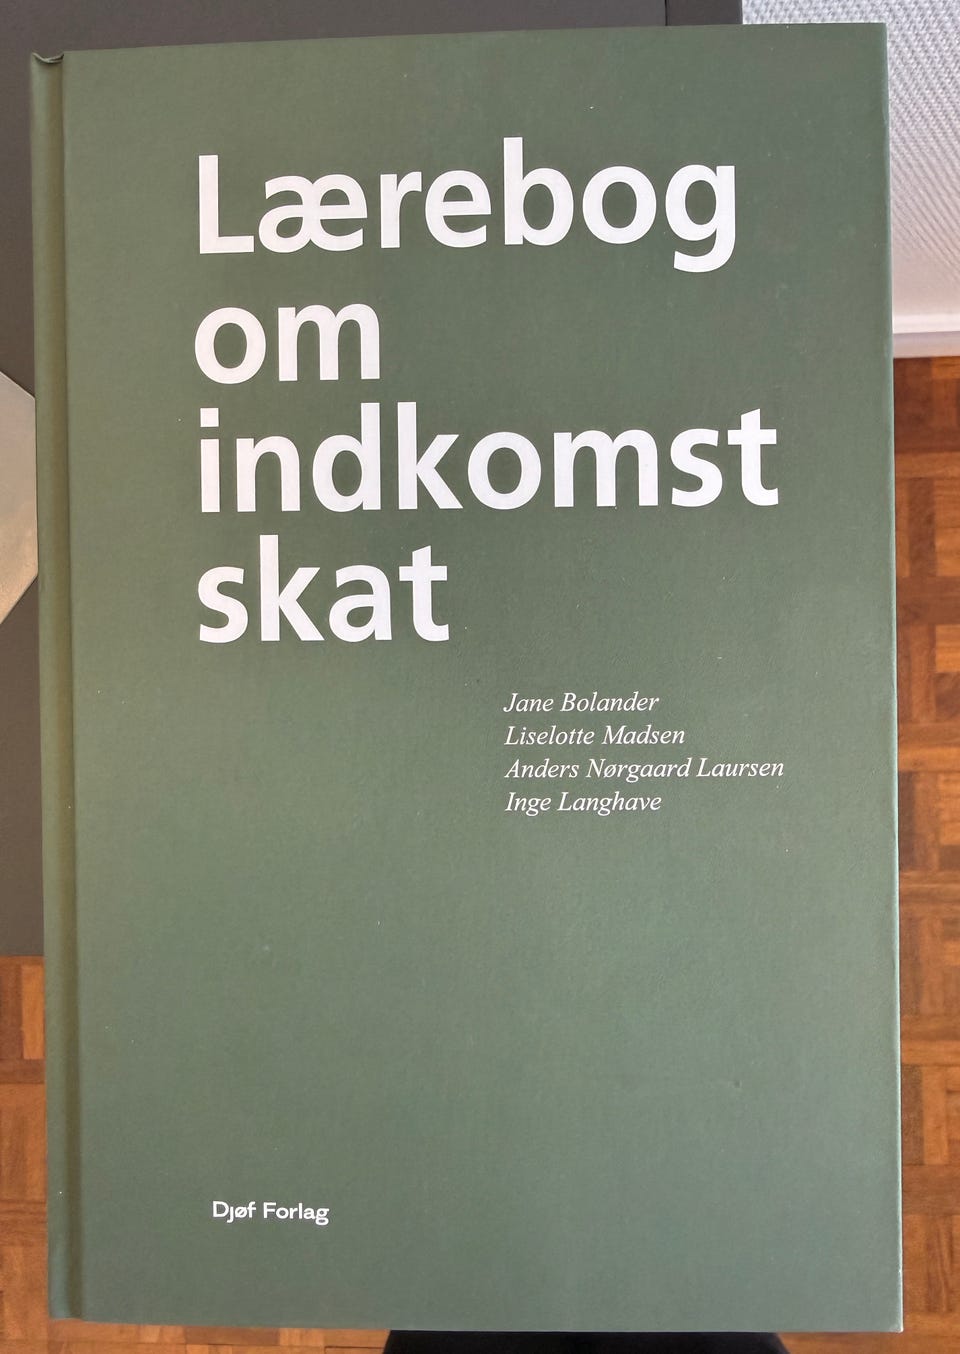 Lærebog
om
indkomst
skat
Jane Bolander
Liselotte Madsen
Anders Nørgaard Laursen
Inge Langhave
Djøf Forlag